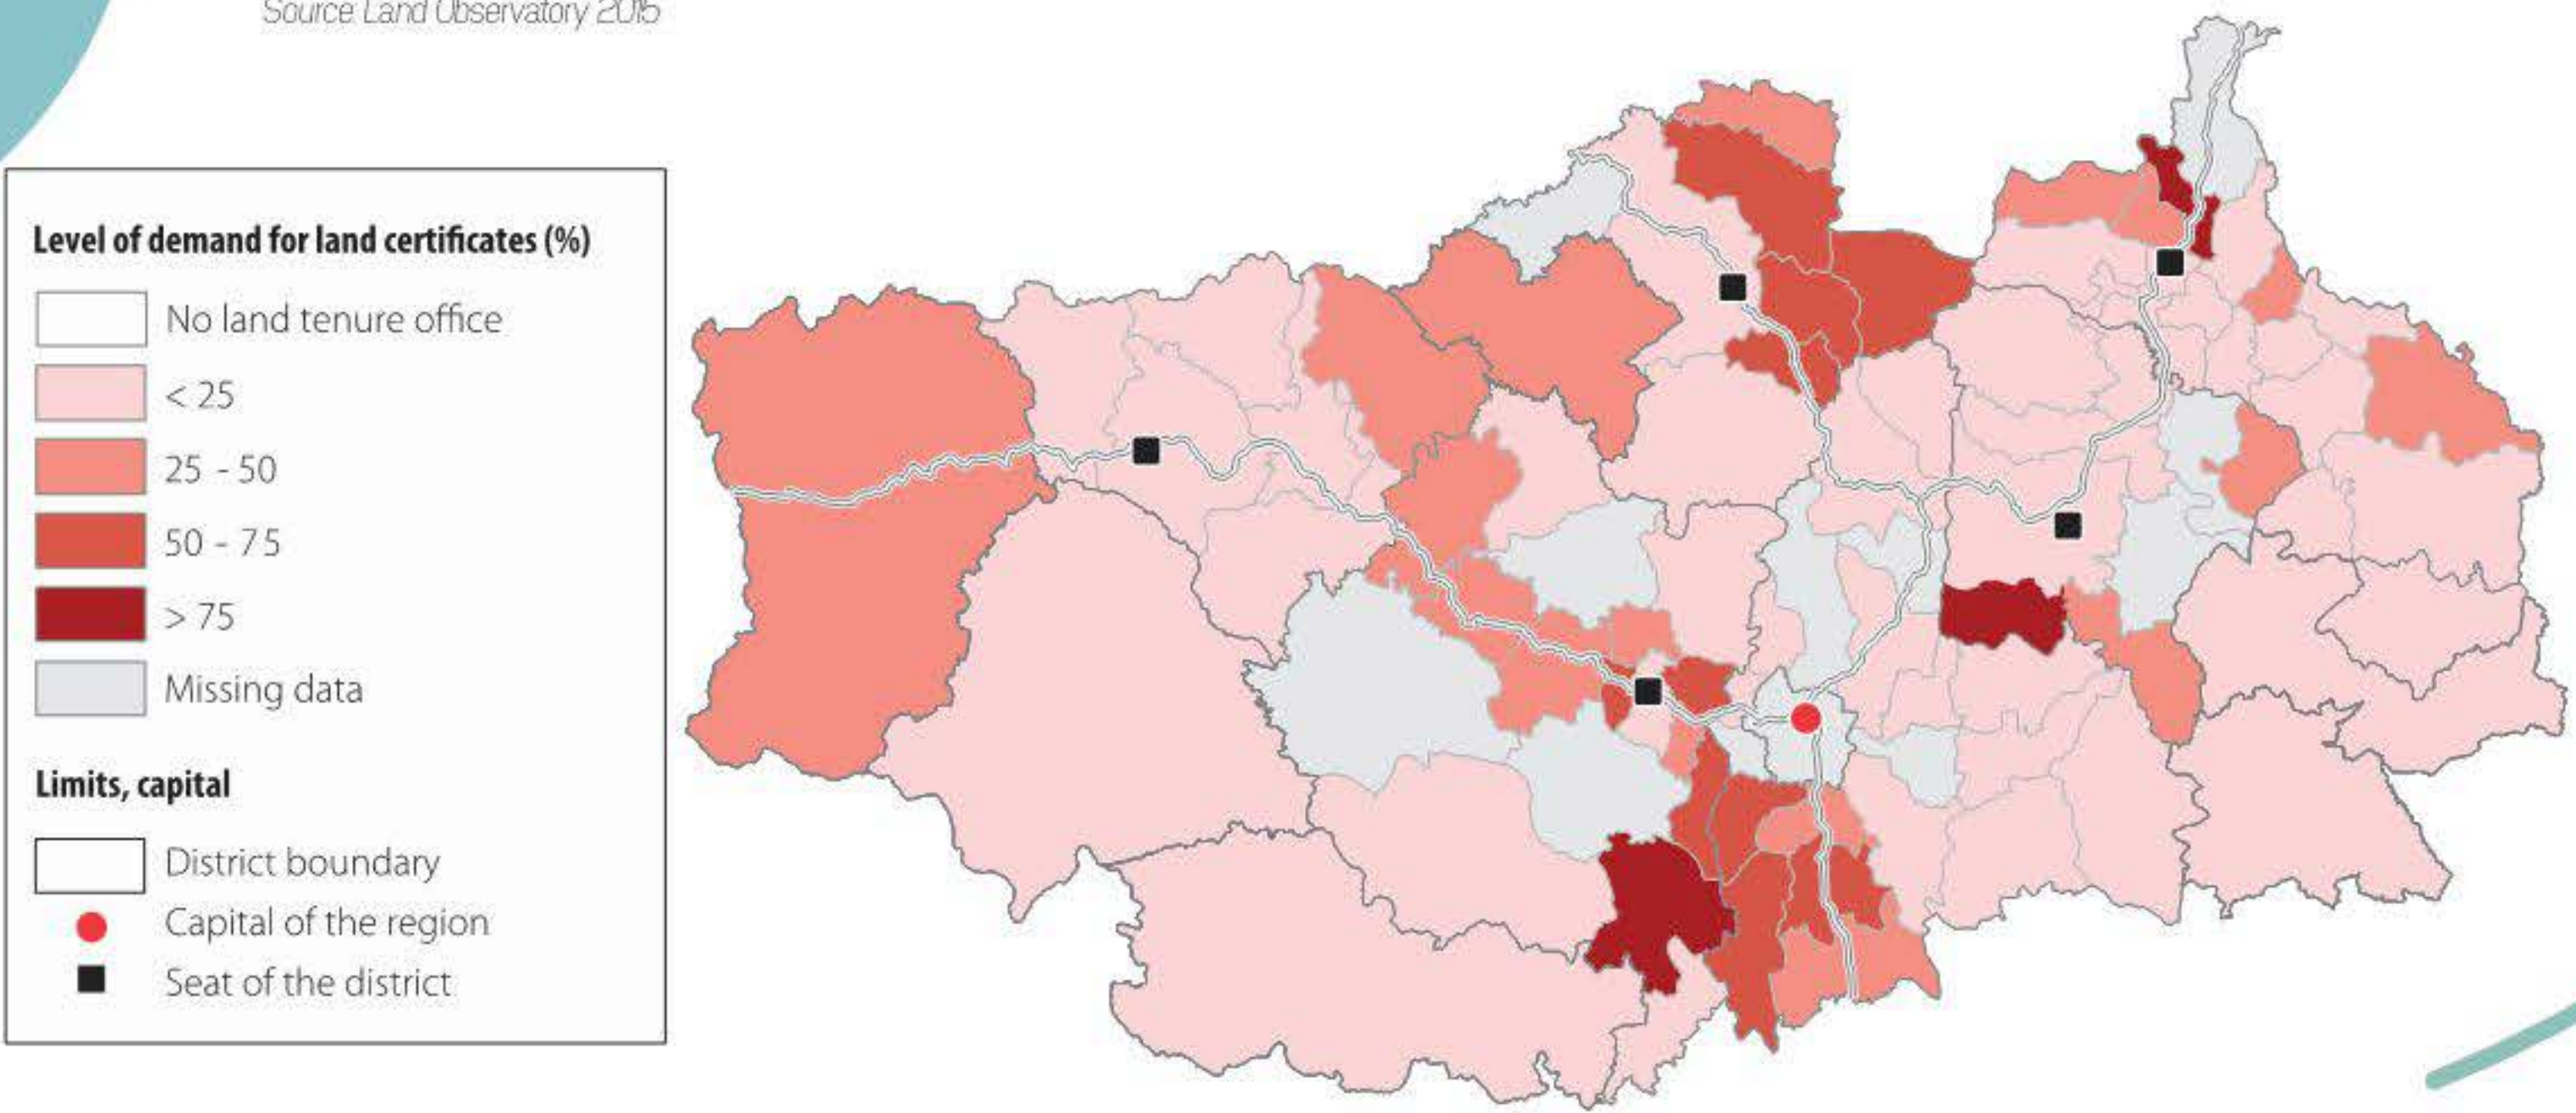 Source Land Observatory 2015
Level of demand for land certificates (%)
No land tenure office
< 25
25 - 50
50 - 75
> 75
Missing data
Limits, capital
District boundary
Capital of the region
Seat of the district